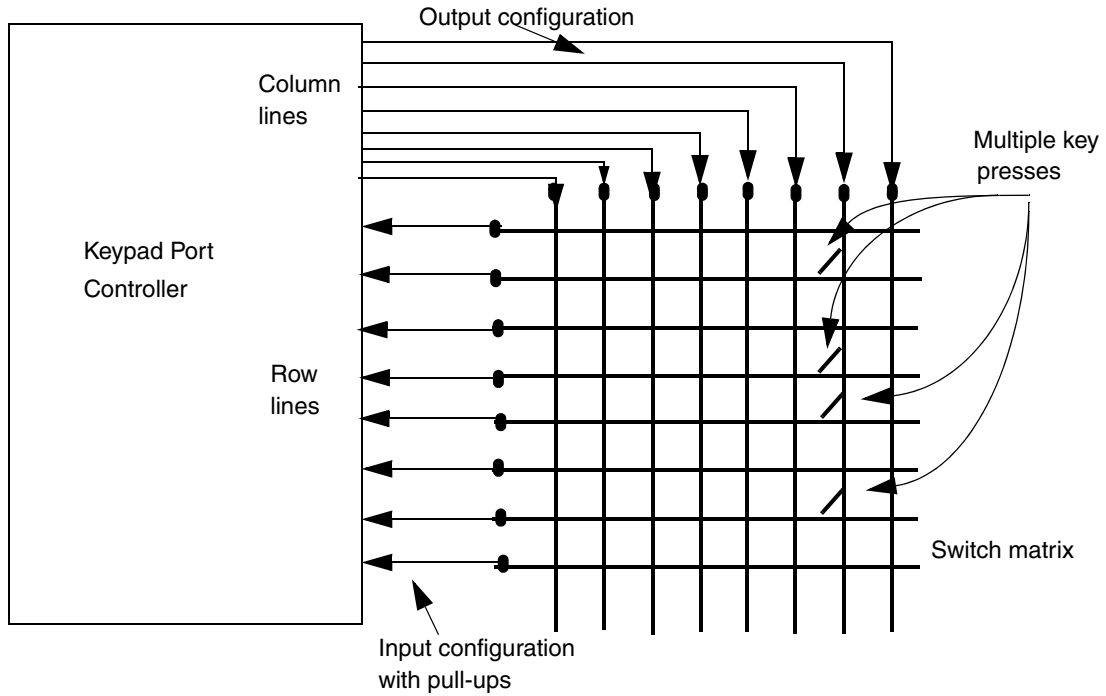 Output configuration
Column
lines
Multiple key
presses
Keypad Port
Controller
Row
lines
Switch matrix
Input configuration
with pull-ups